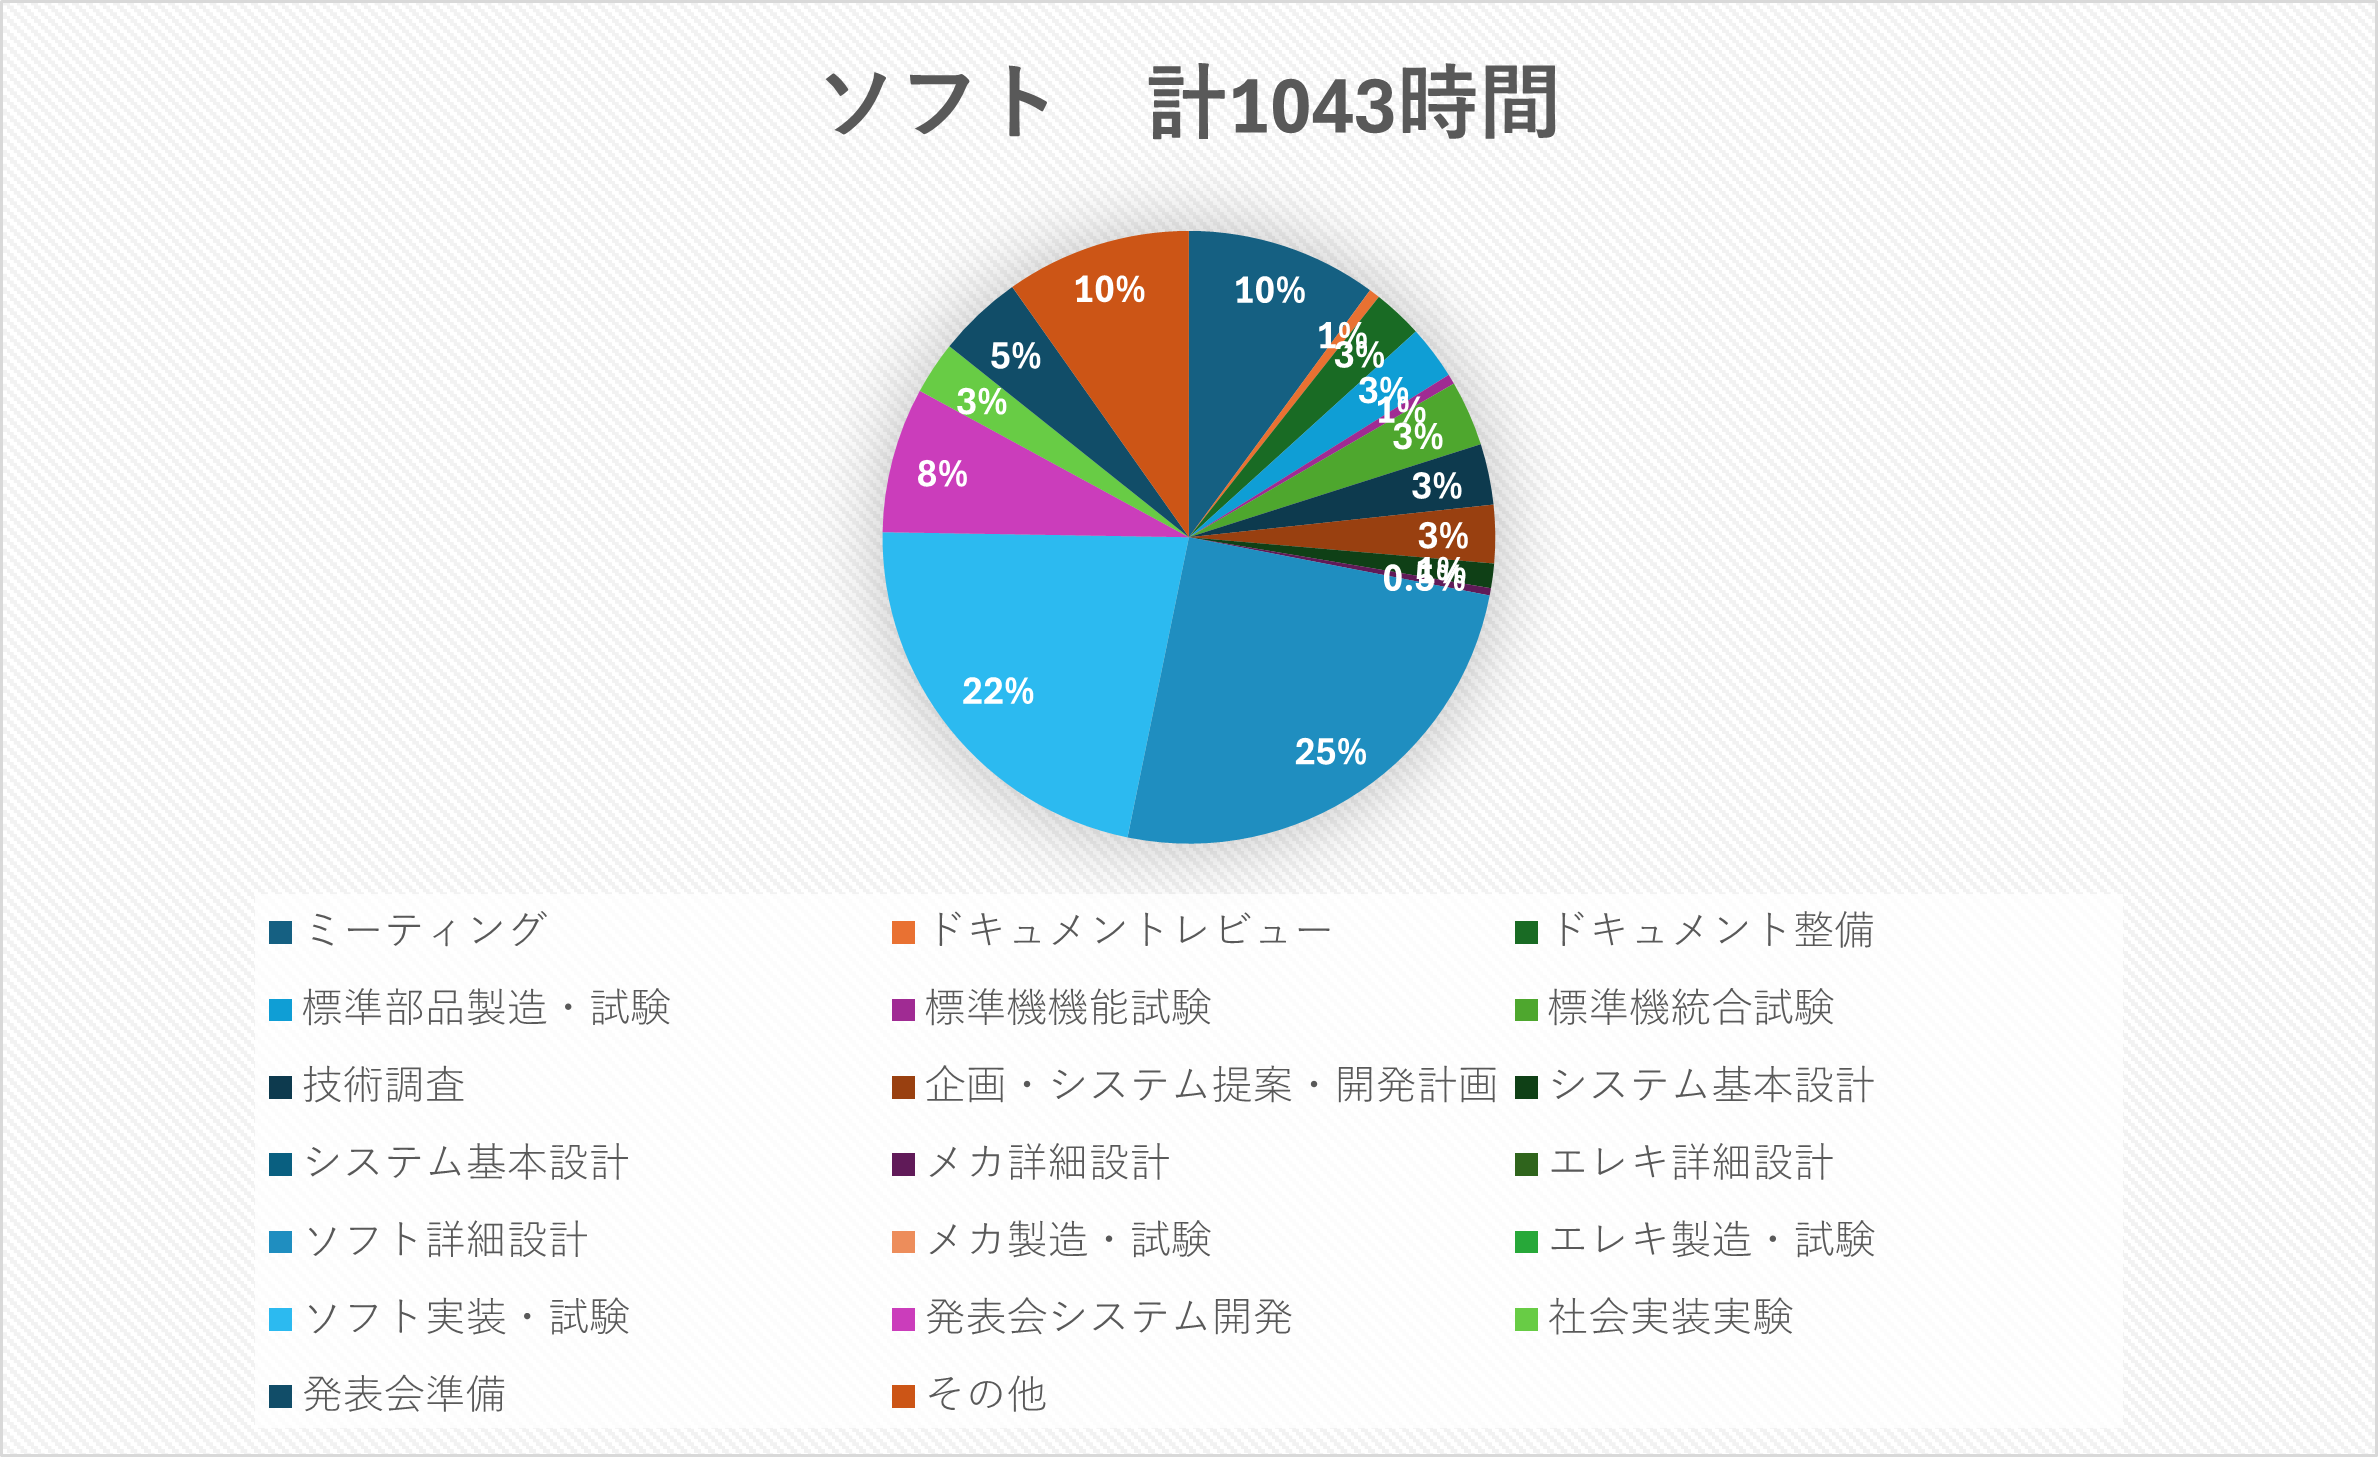 ソフト　計1043時間
10%
10%
1%
3%
5%
3%
3%
1%
3%
8%
3%
3%
1%
22%
25%
ミーティング
ドキュメントレビュー
ドキュメント整備
標準部品製造・試験
標準機機能試験
標準機統合試験
技術調査
企画・システム提案・開発計画
システム基本設計
システム基本設計
メカ詳細設計
エレキ詳細設計
ソフト詳細設計
メカ製造・試験
エレキ製造・試験
ソフト実装・試験
発表会システム開発
社会実装実験
発表会準備
その他